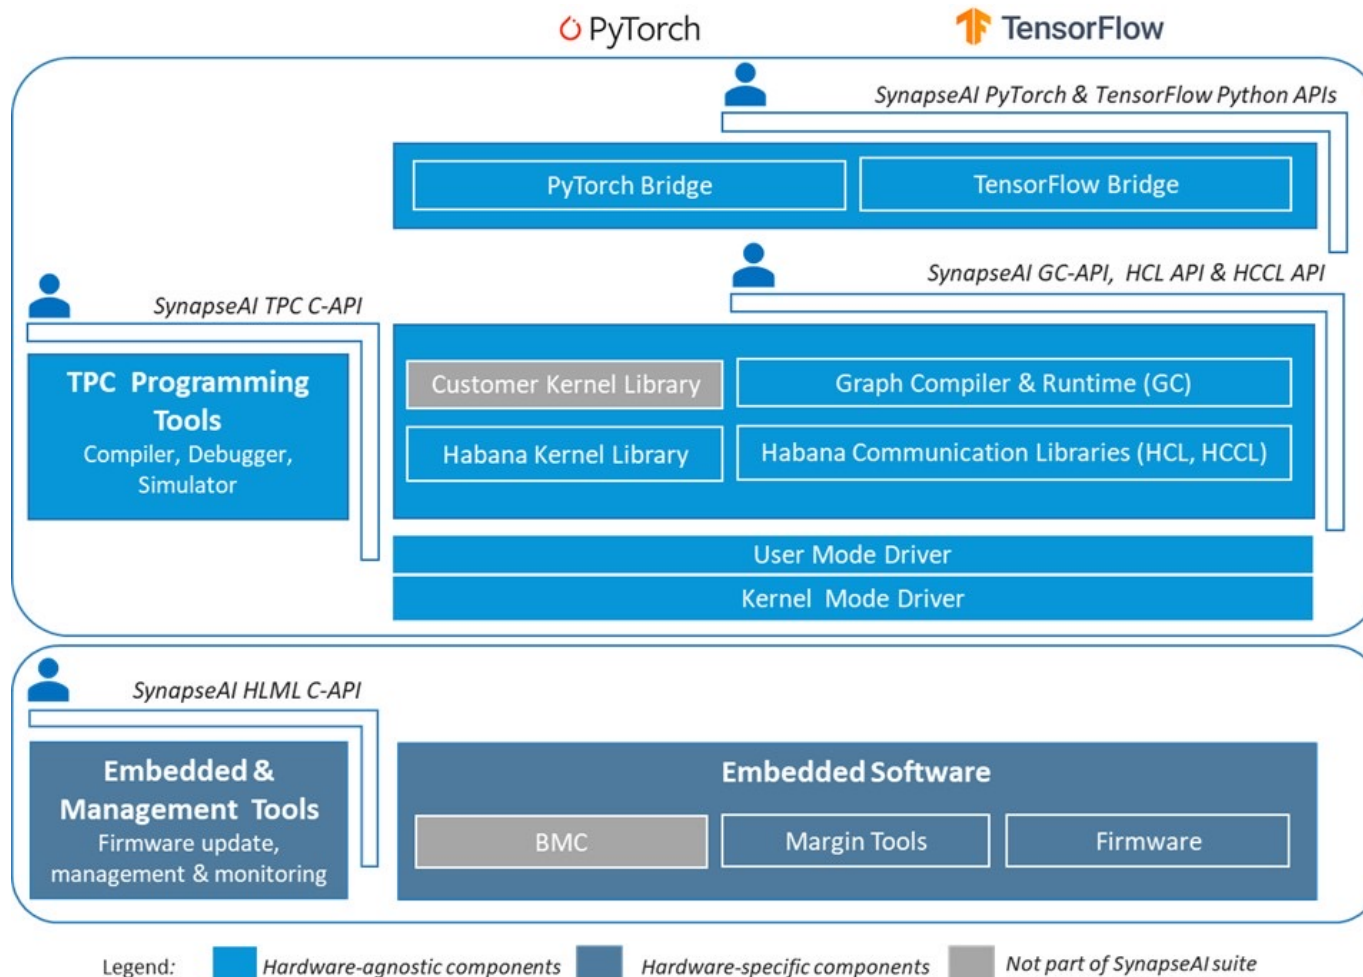 PyTorch
TensorFlow
SynapseAI PyTorch & TensorFlow Python APIs
PyTorch Bridge
TensorFlow Bridge
SynapseAI GC-API, HCL API & HCCL API
SynapseAI TPC C-API
TPC Programming
Tools
Compiler, Debugger,
Simulator
Customer Kernel Library
Graph Compiler & Runtime (GC)
Habana Kernel Library
Habana Communication Libraries (HCL, HCCL)
User Mode Driver
Kernel Mode Driver
SynapseAI HLML C-API
Embedded &
Management Tools
Firmware update,
management & monitoring
Embedded Software
BMC
Margin Tools
Firmware
Legend:
Hardware-agnostic components
Hardware-specific components
Not part of SynapseAI suite